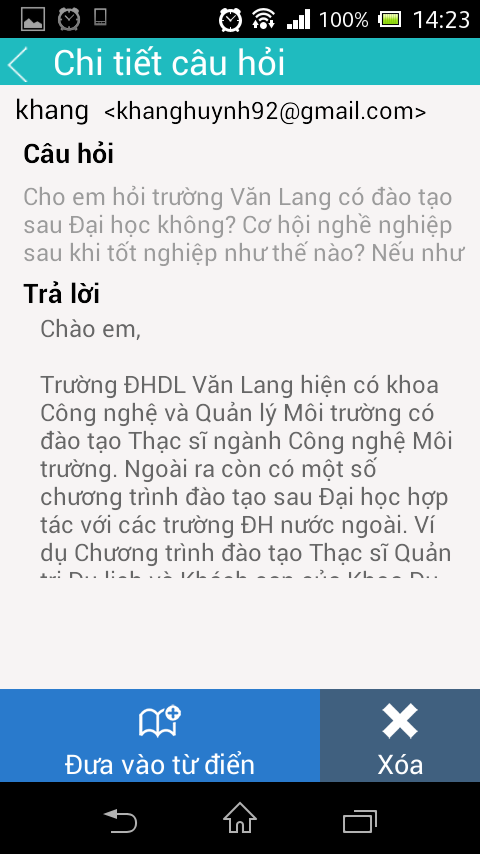 100% 14:23
Chi tiết câu hỏi
khang <khanghuynh92@gmail.com>
Câu hỏi
Cho em hỏi trường Văn Lang có đào tạo
sau Đại học không? Cơ hội nghề nghiệp
sau khi tốt nghiệp như thế nào? Nếu như
Trả lời
Chào em,
Trường ĐHDL Văn Lang hiện có khoa
Công nghệ và Quản lý Môi trường có
đào tạo Thạc sĩ ngành Công nghệ Môi
trường. Ngoài ra còn có một số
chương trình đào tạo sau Đại học hợp
tác với các trường ĐH nước ngoài. Ví
dụ Chương trình đào tạo Thạc sĩ Quản
trị Du lịch và Khách sạn của Khoa Du
Đưa vào từ điển
Xóa